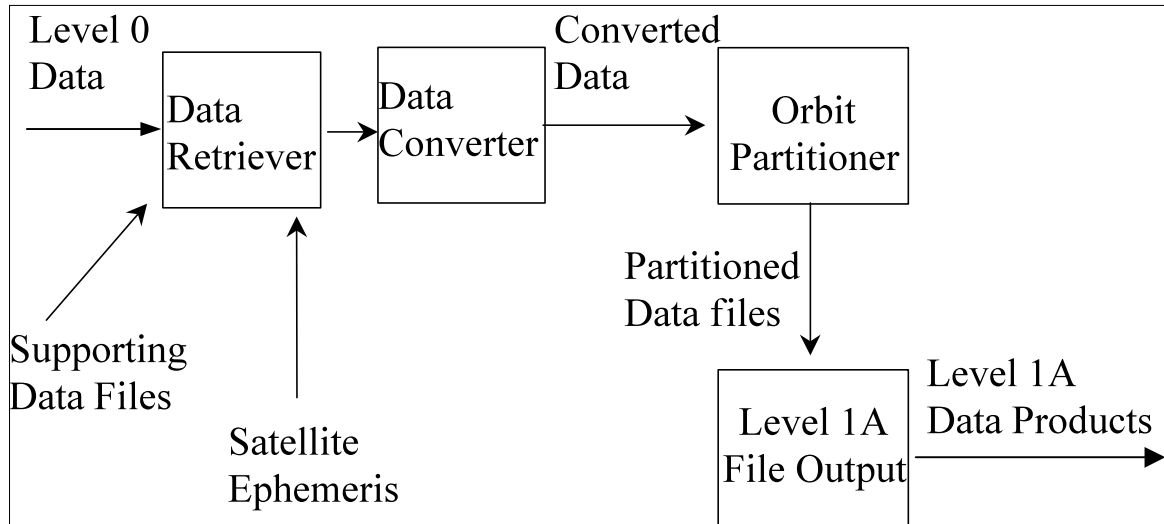 Level 0
Data
Data
Retriever
Data
Converter
Converted
Data
Orbit
Partitioner
Partitioned
Data files
Supporting
Data Files
Satellite
Ephemeris
Level 1A
File Output
Level 1A
Data Products